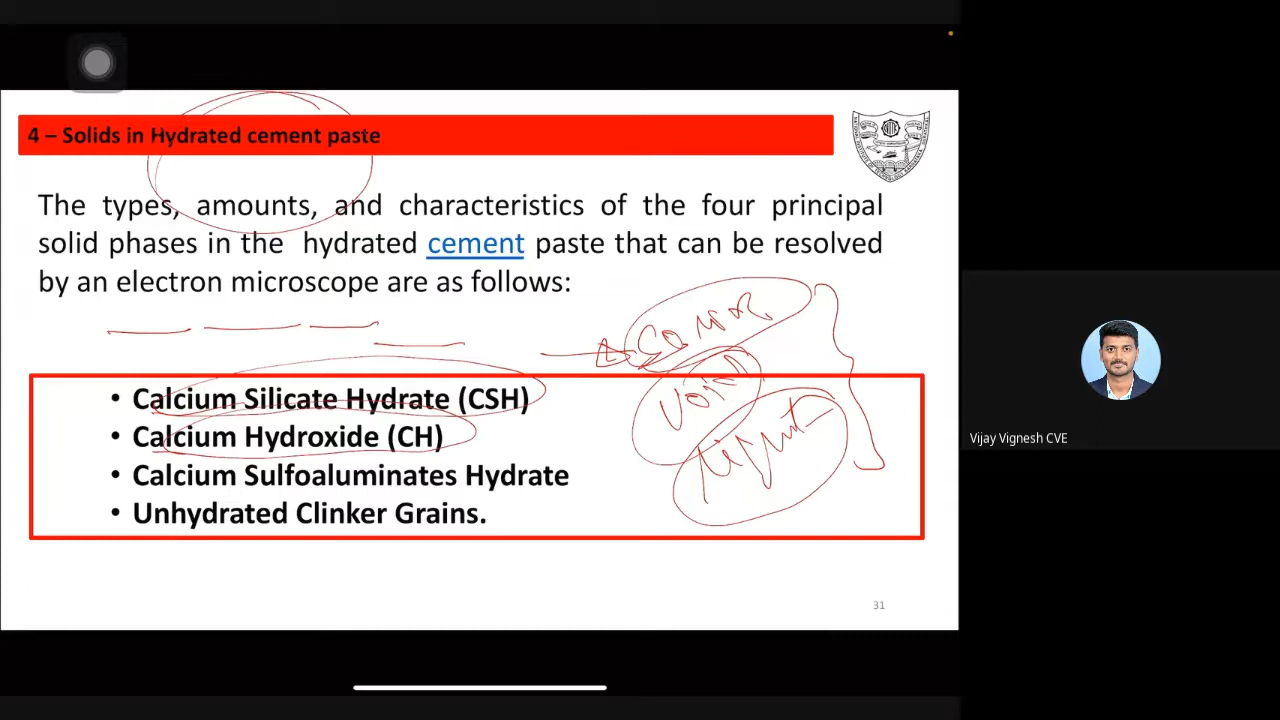 4 – Solids in Hydrated cement paste
The types, amounts, and characteristics of the four principal
solid phases in the hydrated cement paste that can be resolved
by an electron microscope are as follows:
• Calcium Silicate Hydrate (CSH)
• Calcium Hydroxide (CH)
• Calcium Sulfoaluminates Hydrate
• Unhydrated Clinker Grains.
31
Vijay Vignesh CVE